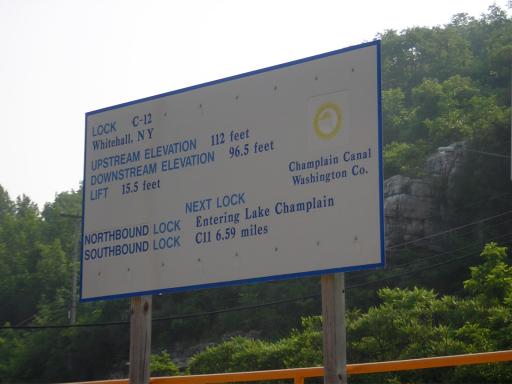 LOCK C-12
Whitehall, NY
UPSTREAM ELEVATION 112 feet
DOWNSTREAM ELEVATION 96.5 feet
LIFT 15.5 feet
Champlain Canal
Washington Co.
NEXT LOCK
NORTHBOUND LOCK Entering Lake Champlain
SOUTHBOUND LOCK C11 6.59 miles